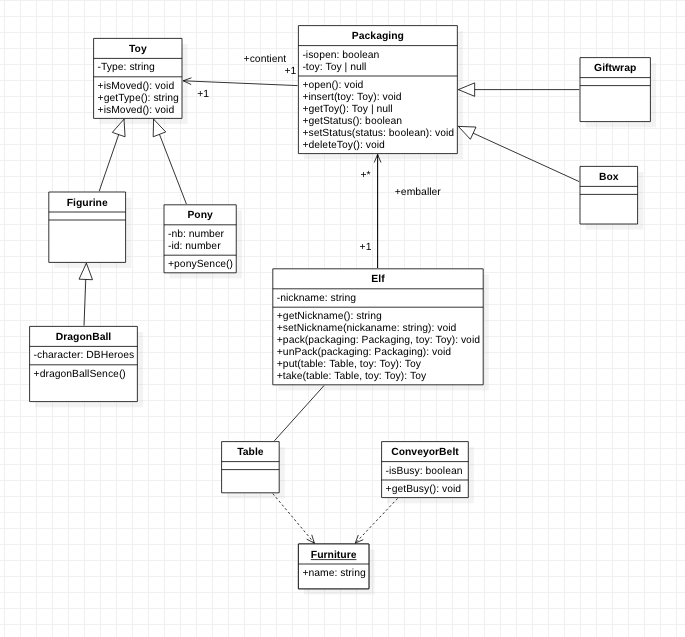 Toy
-Type: string
+isMoved(): void
+getType(): string
+isMoved(): void
+contient
+1
+1
Packaging
-isopen: boolean
-toy: Toy | null
+open(): void
+insert(toy: Toy): void
+getToy(): Toy | null
+getStatus(): boolean
+setStatus(status: boolean): void
+deleteToy(): void
Giftwrap
Box
Figurine
Pony
-nb: number
-id: number
+ponySence()
+*
+emballer
+1
Elf
-nickname: string
+getNickname(): string
+setNickname(nickaname: string): void
+pack(packaging: Packaging, toy: Toy): void
+unPack(packaging: Packaging): void
+put(table: Table, toy: Toy): Toy
+take(table: Table, toy: Toy): Toy
DragonBall
-character: DBHeroes
+dragonBallSence()
Table
ConveyorBelt
-isBusy: boolean
+getBusy(): void
Furniture
+name: string